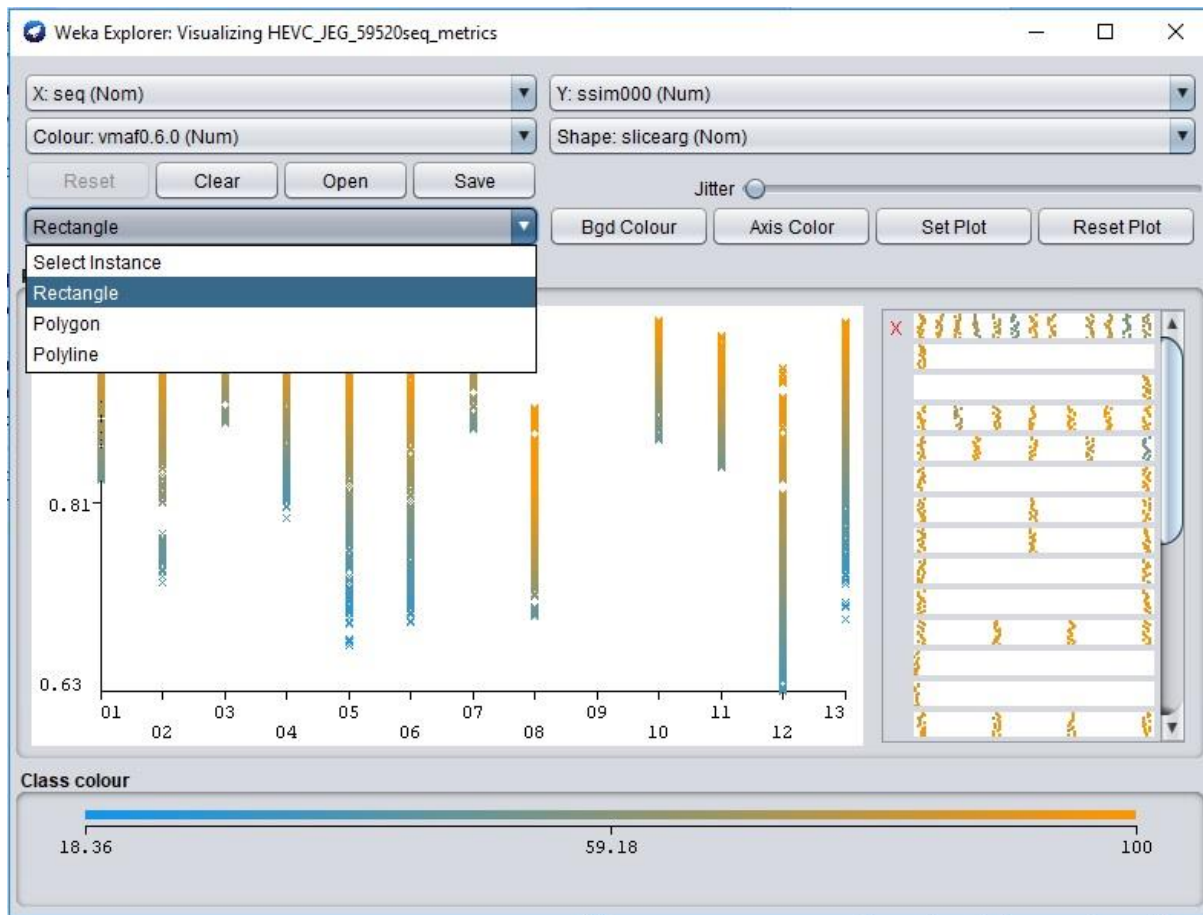 Weka Explorer: Visualizing HEVC_JEG_59520seq_metrics
X: seq (Nom)
Y: ssim000 (Num)
Colour: vmaf0.6.0 (Num)
Shape: slicearg (Nom)
Reset
Clear
Open
Save
Jitter
Rectangle
Bgd Colour
Axis Color
Set Plot
Reset Plot
Select Instance
Rectangle
Polygon
Polyline
X
0.81
0.63
01
02
03
04
05
06
07
08
09
10
11
12
13
Class colour
18.36
59.18
100